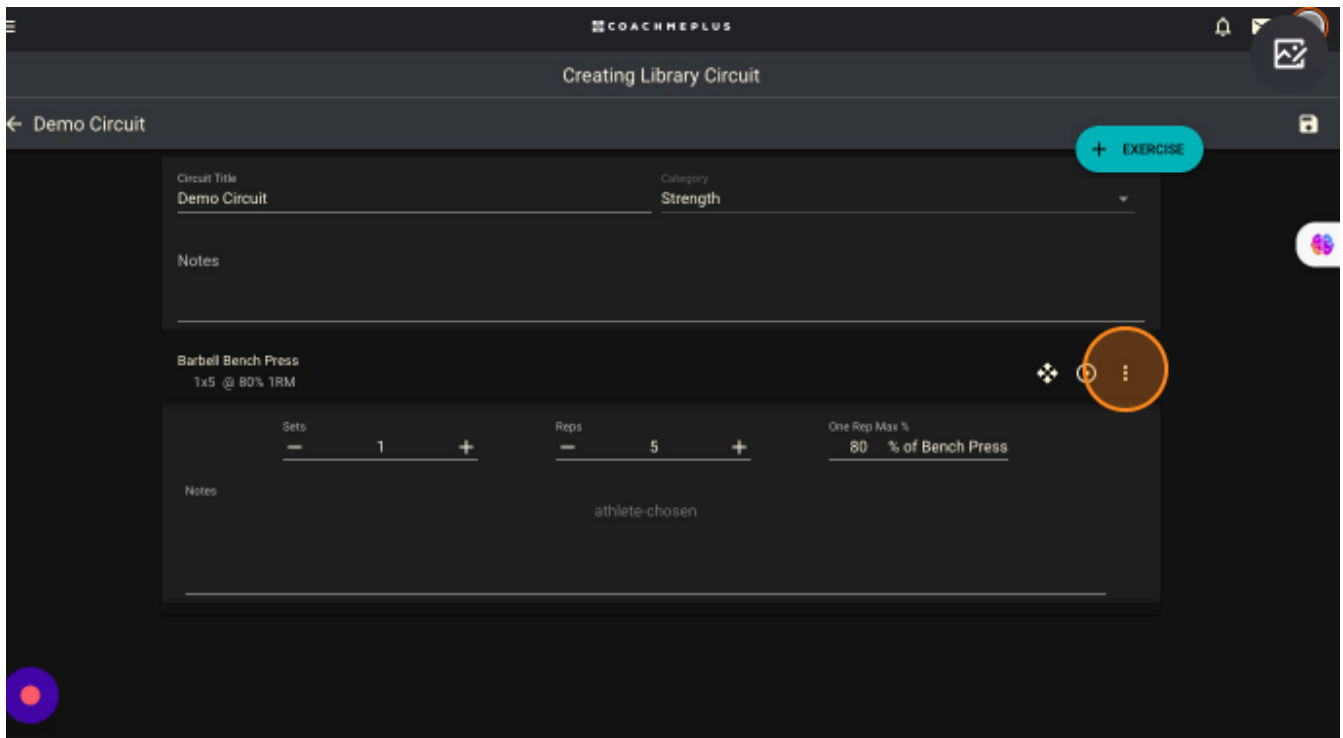 COACHMEPLUS
Creating Library Circuit
Demo Circuit
+ EXERCISE
Circuit Title
Demo Circuit
Category
Strength
Notes
Barbell Bench Press
1x5 @ 80% 1RM
Sets
− 1 +
Reps
− 5 +
One Rep Max %
80 % of Bench Press
Notes
athlete-chosen